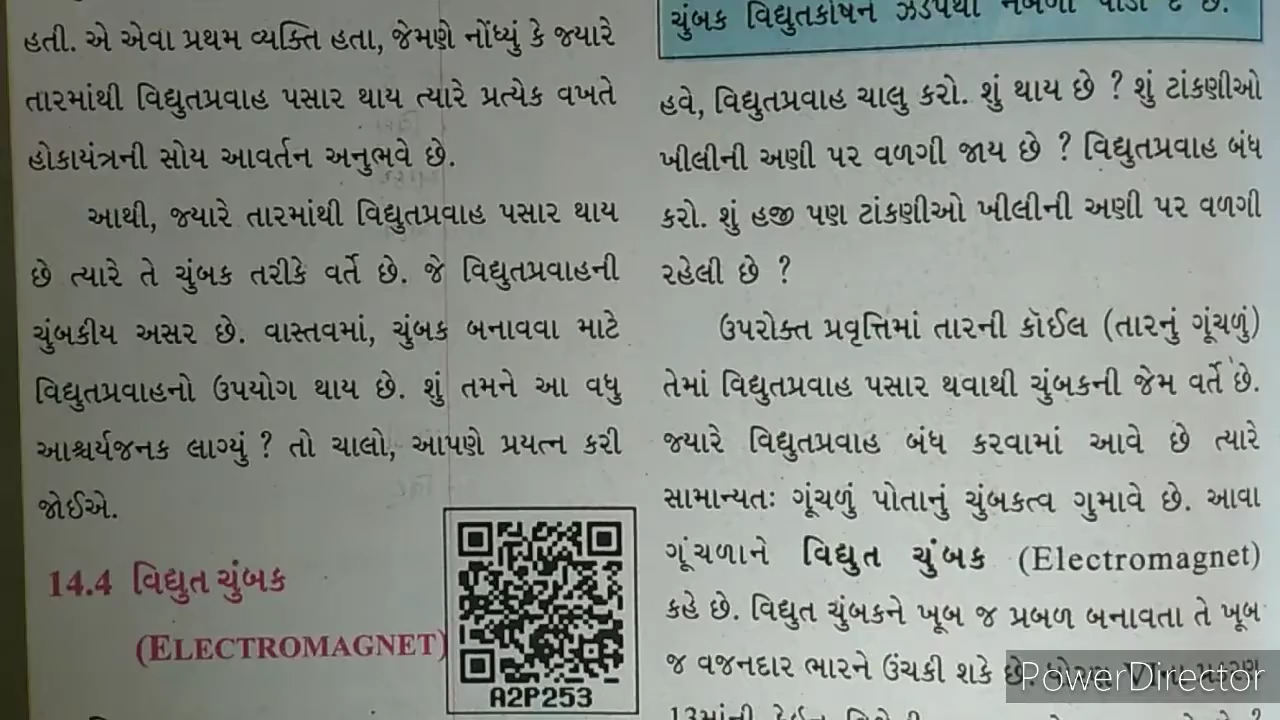 હતી. એ એવા પ્રથમ વ્યક્તિ હતા, જેમણે નોંધ્યું કે જ્યારે
તારમાંથી વિદ્યુતપ્રવાહ પસાર થાય ત્યારે પ્રત્યેક વખતે
હોકાયંત્રની સોય આવર્તન અનુભવે છે.
આથી, જ્યારે તારમાંથી વિદ્યુતપ્રવાહ પસાર થાય
છે ત્યારે તે ચુંબક તરીકે વર્તે છે. જે વિદ્યુતપ્રવાહની
ચુંબકીય અસર છે. વાસ્તવમાં, ચુંબક બનાવવા માટે
વિદ્યુતપ્રવાહનો ઉપયોગ થાય છે. શું તમને આ વધુ
આશ્ચર્યજનક લાગ્યું ? તો ચાલો, આપણે પ્રયત્ન કરી
જોઈએ.
14.4 વિદ્યુત ચુંબક
(ELECTROMAGNET)
A2P253
ચુંબક વિદ્યુતકોષને ઝડપથી
હવે, વિદ્યુતપ્રવાહ ચાલુ કરો. શું થાય છે ? શું ટાંકણીઓ
ખીલીની અણી પર વળગી જાય છે ? વિદ્યુતપ્રવાહ બંધ
કરો. શું હજી પણ ટાંકણીઓ ખીલીની અણી પર વળગી
રહેલી છે ?
ઉપરોક્ત પ્રવૃત્તિમાં તારની કૉઈલ (તારનું ગૂંચળું)
તેમાં વિદ્યુતપ્રવાહ પસાર થવાથી ચુંબકની જેમ વર્તે છે.
જ્યારે વિદ્યુતપ્રવાહ બંધ કરવામાં આવે છે ત્યારે
સામાન્યતઃ ગૂંચળું પોતાનું ચુંબકત્વ ગુમાવે છે. આવા
ગૂંચળાને વિદ્યુત ચુંબક (Electromagnet)
કહે છે. વિદ્યુત ચુંબકને ખૂબ જ પ્રબળ બનાવતા તે ખૂબ
જ વજનદાર ભારને ઉંચકી શકે છે.
PowerDirector